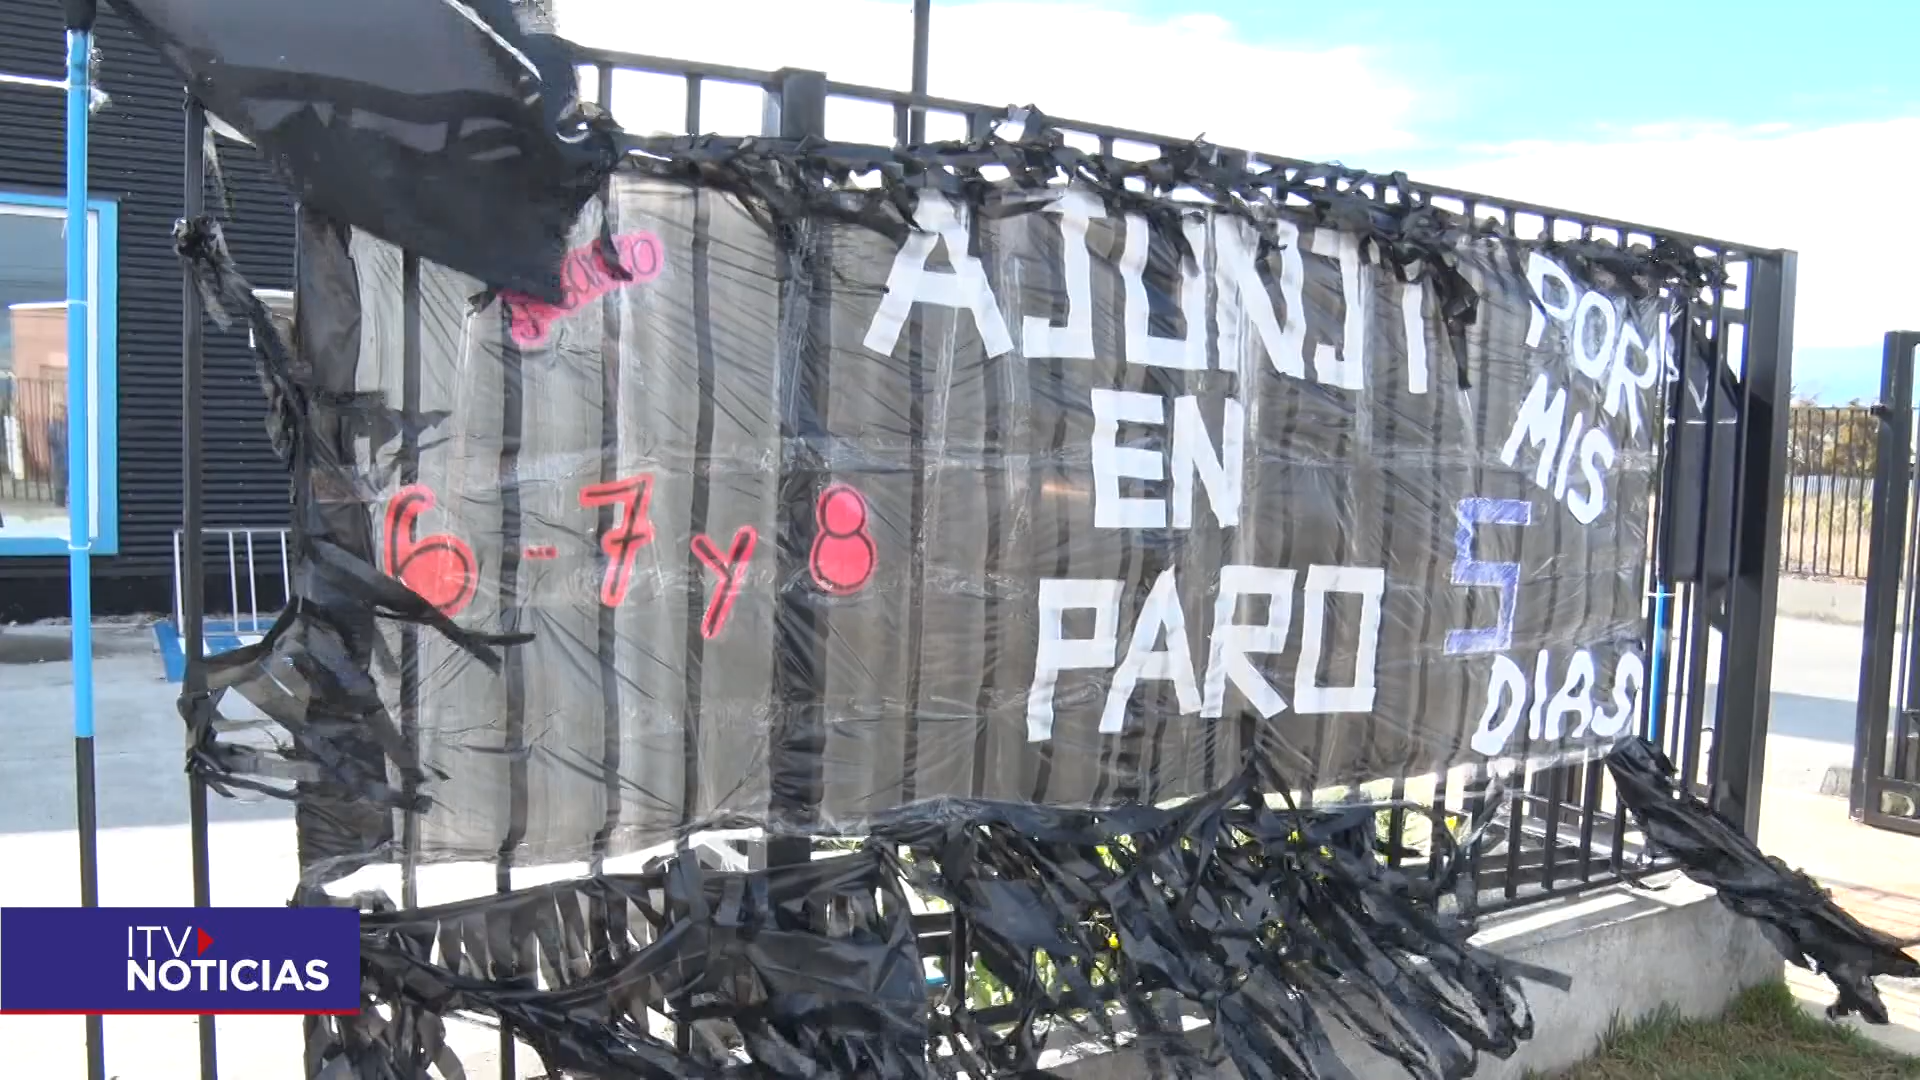 AJUNJI
EN
PARO
POR
MIS
5
DIAS
6 - 7 y 8
ITV
NOTICIAS